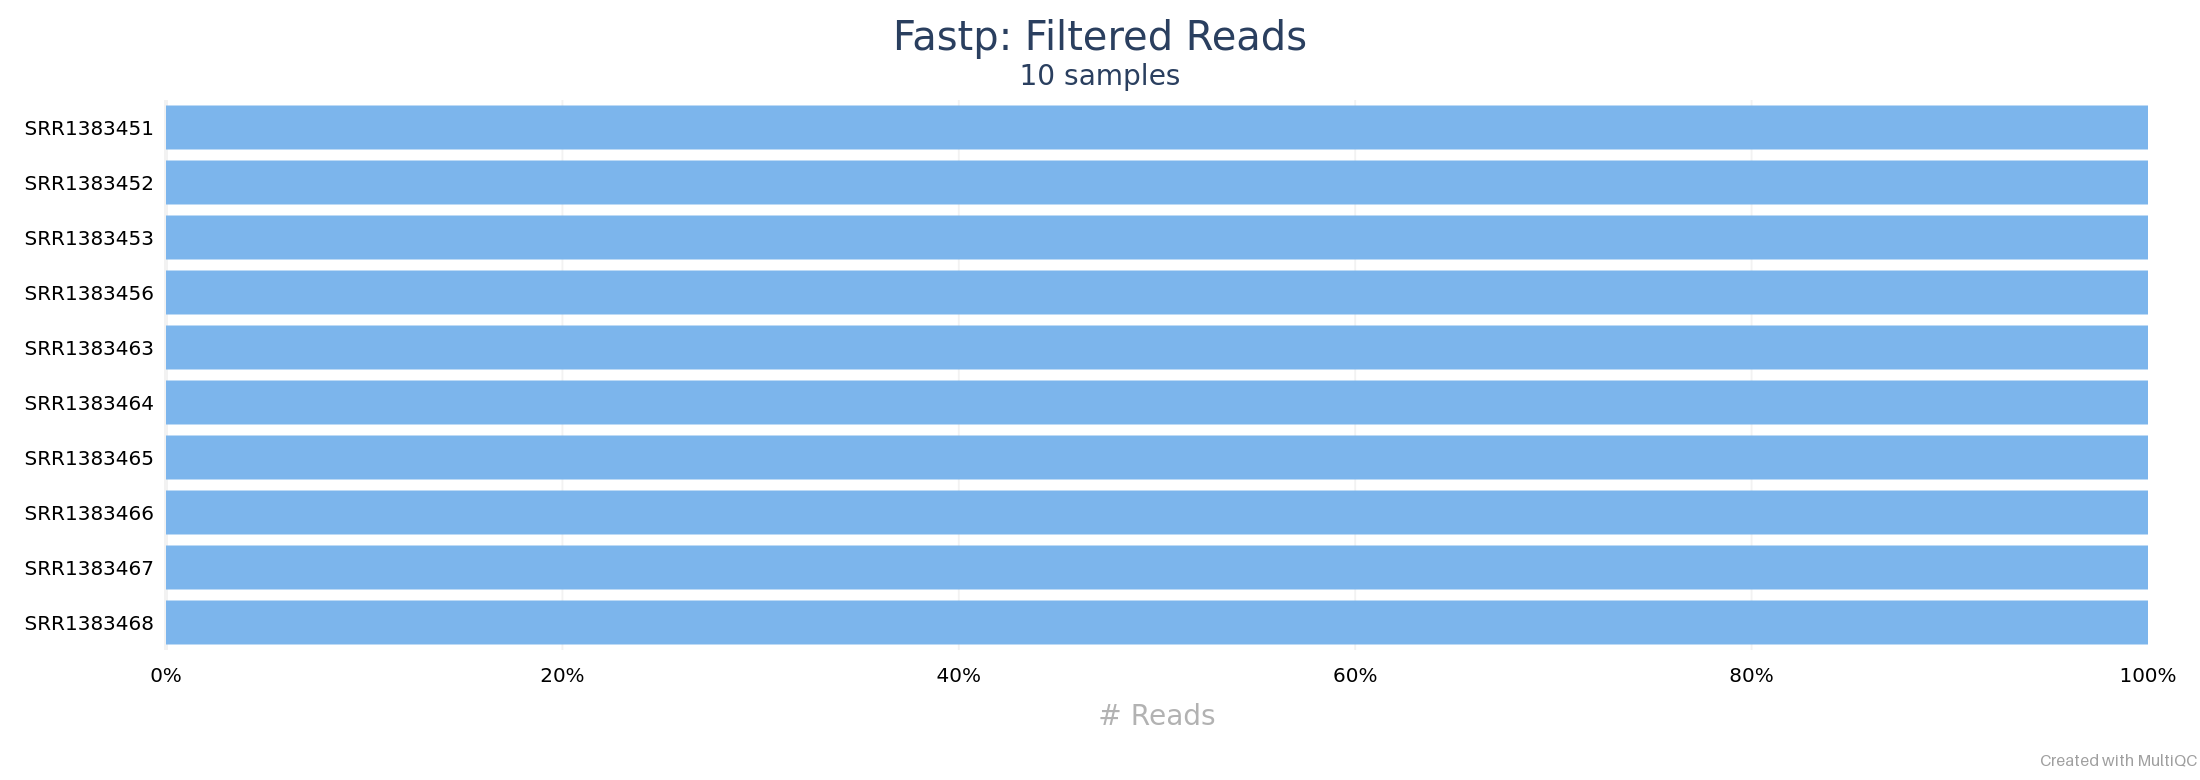 Fastp: Filtered Reads
10 samples
SRR1383451
SRR1383452
SRR1383453
SRR1383456
SRR1383463
SRR1383464
SRR1383465
SRR1383466
SRR1383467
SRR1383468
0% 20% 40% 60% 80% 100%
# Reads
Created with MultiQC